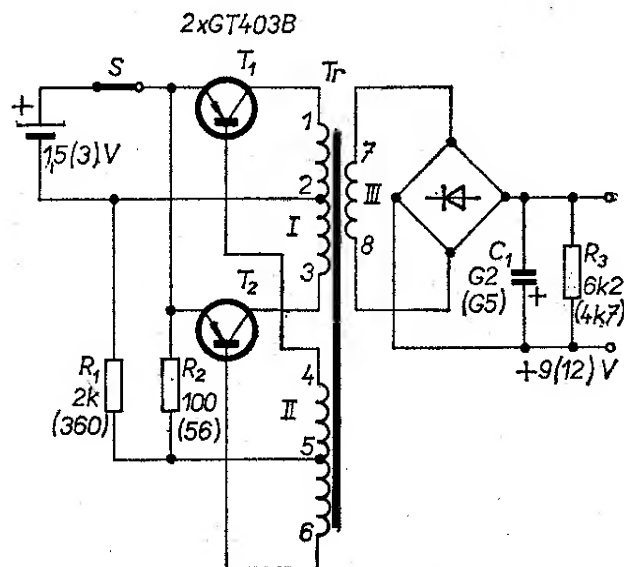 2xGT403B
S
T1
Tr
+
1,5(3)V
1
2
I
3
7
III
8
T2
C1
G2
(G5)
+
R3
6k2
(4k7)
+9(12)V
R1
2k
(360)
R2
100
(56)
4
II
5
6